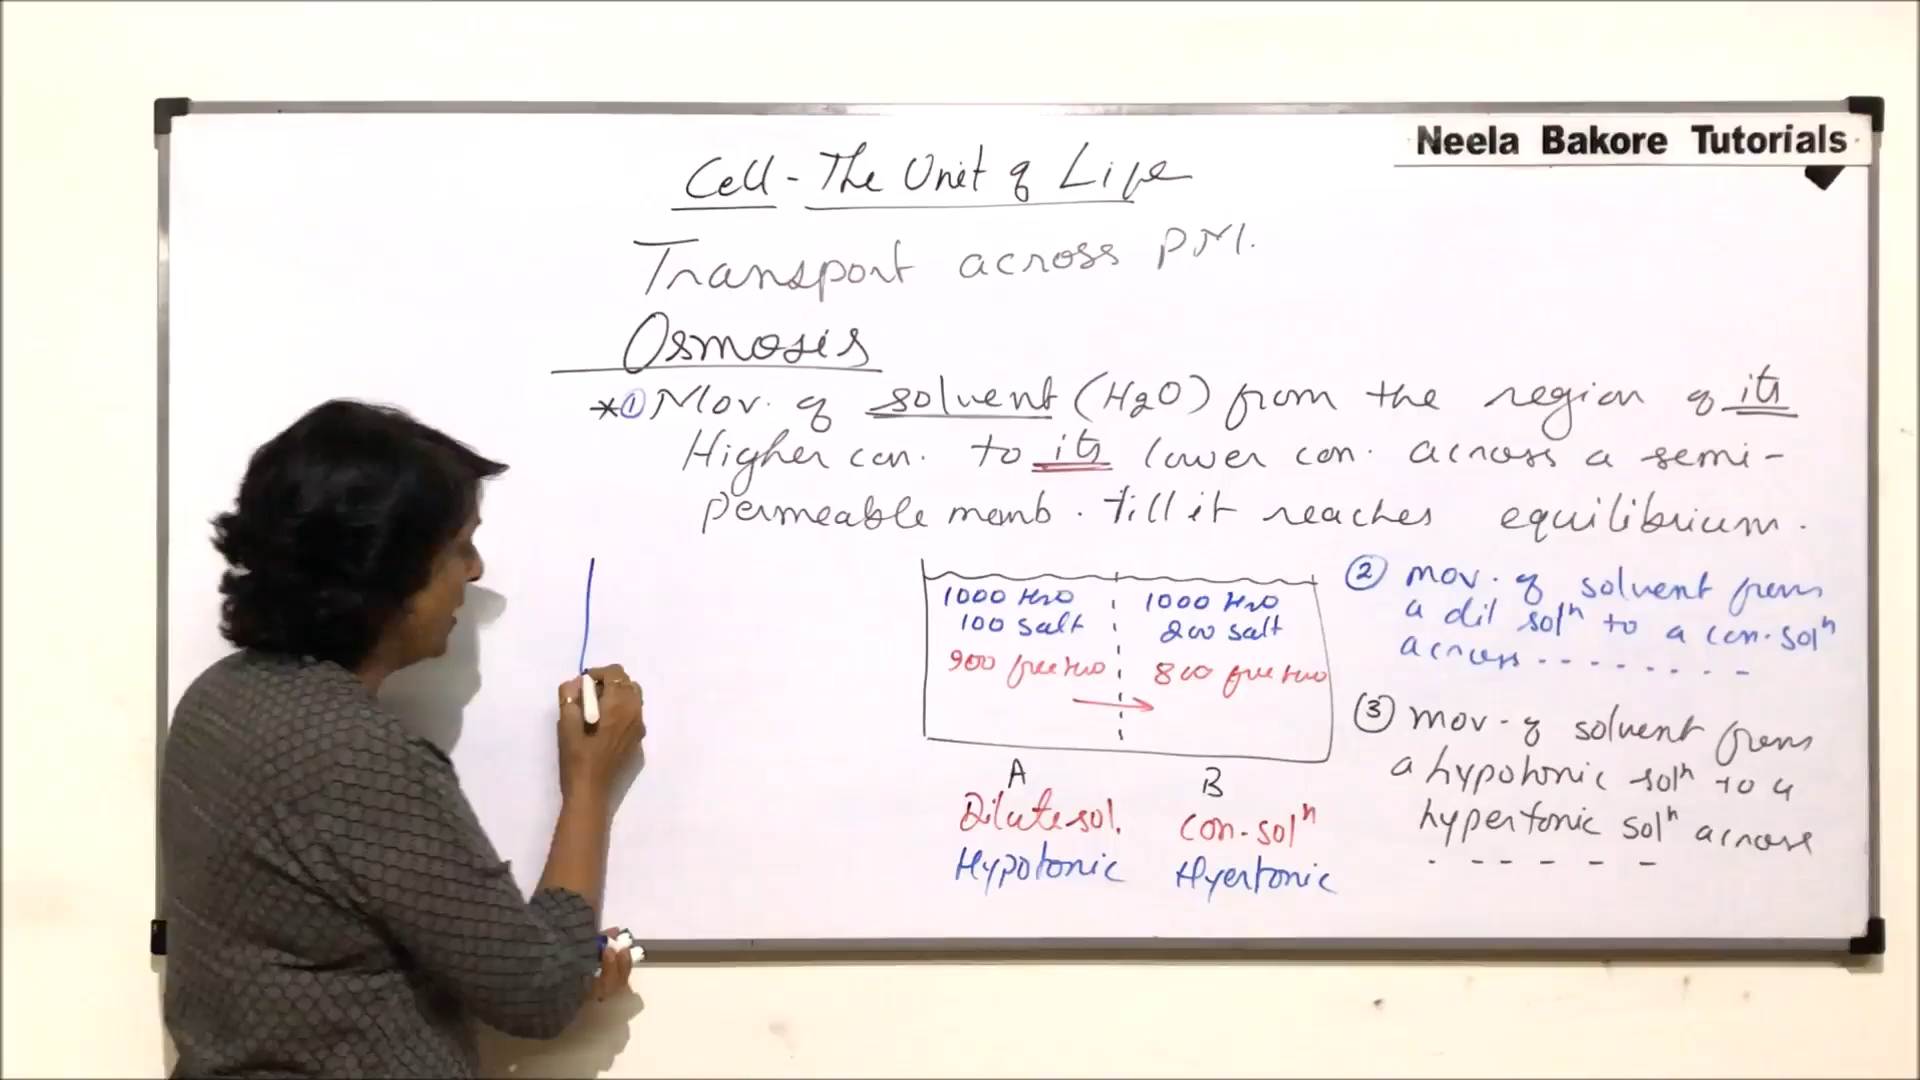 Neela Bakore Tutorials
Cell - The Unit of Life
Transport across P.M.
Osmosis
*① Mov. of solvent (H2O) from the region of its
Higher con. to its lower con. across a semi-
permeable memb. till it reaches equilibrium.
1000 H2O
100 salt
900 free H2O
1000 H2O
200 salt
800 free H2O
A
Dilute sol.
Hypotonic
B
Con-solⁿ
Hyertonic
② mov. of solvent from
a dil solⁿ to a con. solⁿ
across - - - - - - - -
③ mov- of solvent from
a hypotonic solⁿ to a
hypertonic solⁿ across
- - - - - -